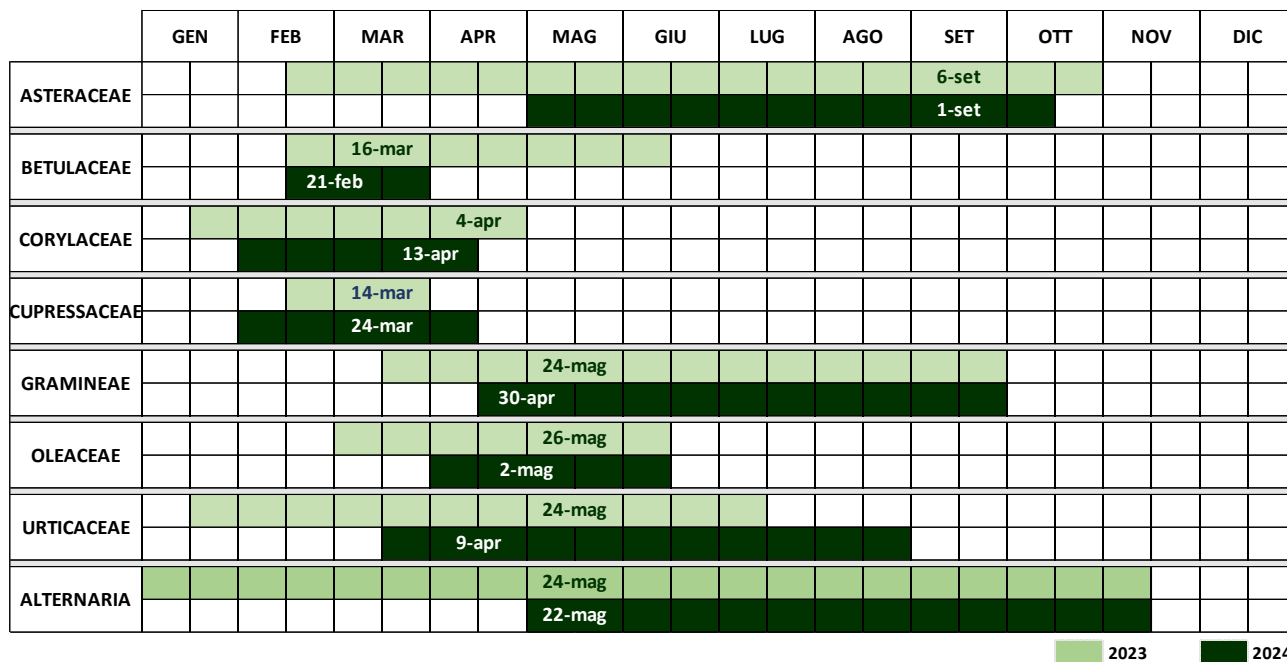 GEN FEB MAR APR MAG GIU LUG AGO SET OTT NOV DIC
ASTERACEAE
6-set
1-set
BETULACEAE
16-mar
21-feb
CORYLACEAE
4-apr
13-apr
CUPRESSACEAE
14-mar
24-mar
GRAMINEAE
24-mag
30-apr
OLEACEAE
26-mag
2-mag
URTICACEAE
24-mag
9-apr
ALTERNARIA
24-mag
22-mag
2023 2024